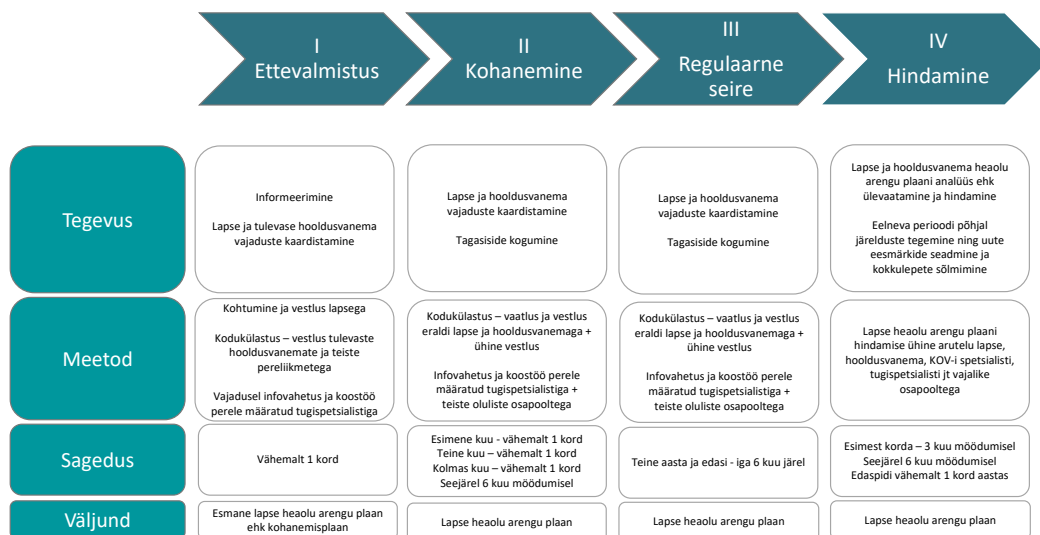 I
Ettevalmistus
II
Kohanemine
III
Regulaarne
seire
IV
Hindamine
Tegevus
Informeerimine
Lapse ja tulevase hooldusvanema
vajaduste kaardistamine
Lapse ja hooldusvanema
vajaduste kaardistamine
Tagasiside kogumine
Lapse ja hooldusvanema
vajaduste kaardistamine
Tagasiside kogumine
Lapse ja hooldusvanema heaolu
arengu plaani analüüs ehk
ülevaatamine ja hindamine
Eelneva perioodi põhjal
järelduste tegemine ning uute
eesmärkide seadmine ja
kokkulepete sõlmimine
Meetod
Kohtumine ja vestlus lapsega
Kodukülastus – vestlus tulevaste
hooldusvanemate ja teiste
pereliikmetega
Vajadusel infovahetus ja koostöö
perele määratud tugispetsialistiga
Kodukülastus – vaatlus ja vestlus
eraldi lapse ja hooldusvanemaga +
ühine vestlus
Infovahetus ja koostöö perele
määratud tugispetsialistiga +
teiste oluliste osapooltega
Kodukülastus – vaatlus ja vestlus
eraldi lapse ja hooldusvanemaga +
ühine vestlus
Infovahetus ja koostöö perele
määratud tugispetsialistiga +
teiste oluliste osapooltega
Lapse heaolu arengu plaani
hindamise ühine arutelu lapse,
hooldusvanema, KOV-i spetsialisti,
tugispetsialisti jt vajalike
osapooltega
Sagedus
Vähemalt 1 kord
Esimene kuu - vähemalt 1 kord
Teine kuu – vähemalt 1 kord
Kolmas kuu – vähemalt 1 kord
Seejärel 6 kuu möödumisel
Teine aasta ja edasi - iga 6 kuu järel
Esimest korda – 3 kuu möödumisel
Seejärel 6 kuu möödumisel
Edaspidi vähemalt 1 kord aastas
Väljund
Esmane lapse heaolu arengu plaan
ehk kohanemisplaan
Lapse heaolu arengu plaan
Lapse heaolu arengu plaan
Lapse heaolu arengu plaan